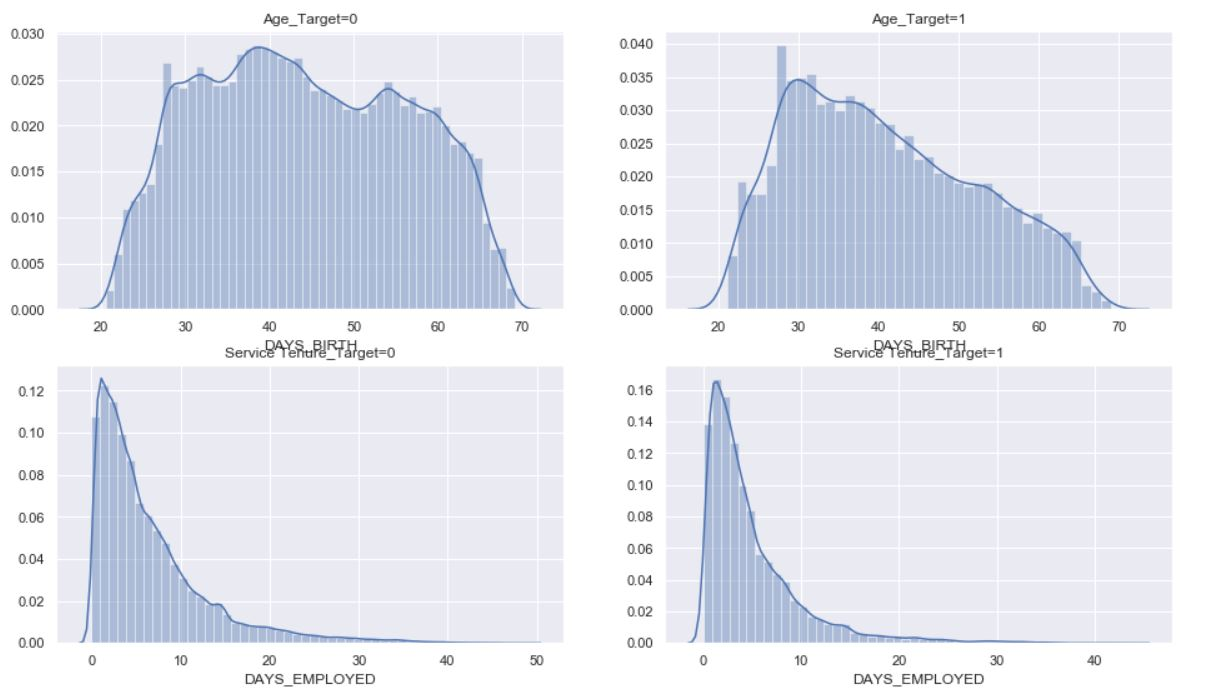 Age_Target=0
0.030
0.025
0.020
0.015
0.010
0.005
0.000
20 30 40 50 60 70
DAYS_BIRTH
Age_Target=1
0.040
0.035
0.030
0.025
0.020
0.015
0.010
0.005
0.000
20 30 40 50 60 70
DAYS_BIRTH
Service Tenure_Target=0
0.12
0.10
0.08
0.06
0.04
0.02
0.00
0 10 20 30 40 50
DAYS_EMPLOYED
Service Tenure_Target=1
0.16
0.14
0.12
0.10
0.08
0.06
0.04
0.02
0.00
0 10 20 30 40
DAYS_EMPLOYED